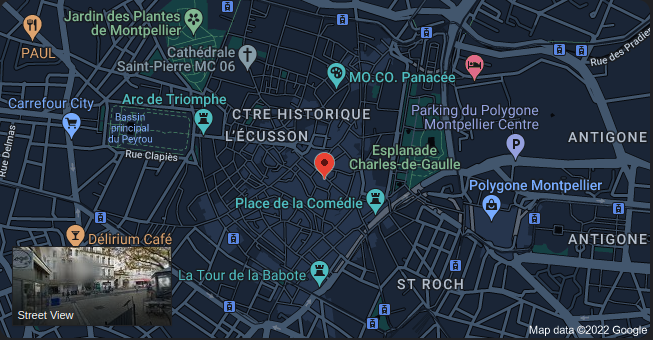 Jardin des Plantes
de Montpellier
PAUL
Cathédrale
Saint-Pierre MC 06
MO.CO. Panacée
Rue des Pradie
Carrefour City
Arc de Triomphe
CTRE HISTORIQUE
L'ÉCUSSON
Parking du Polygone
Montpellier Centre
ANTIGONE
Bassin
principal
du Peyrou
Rue Delmas
Rue Clapiès
Esplanade
Charles-de-Gaulle
Place de la Comédie
Polygone Montpellier
P
Délirium Café
ANTIGONE
La Tour de la Babote
ST ROCH
Street View
Map data ©2022 Google